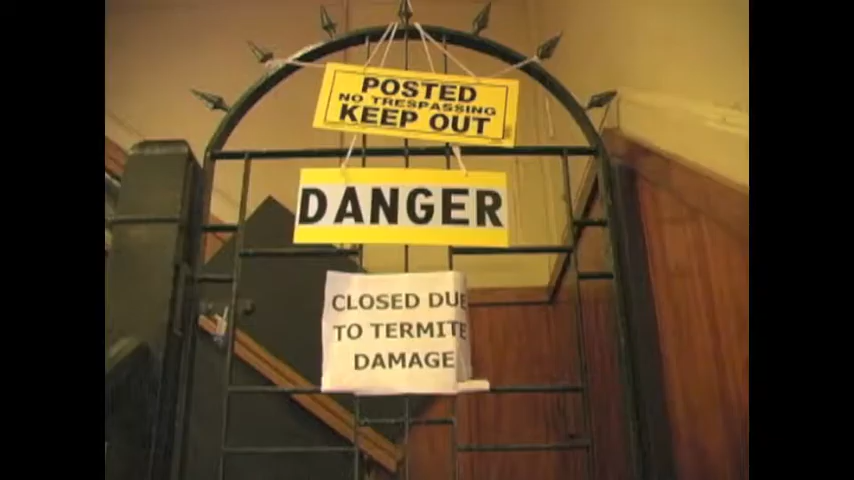 POSTED
NO TRESPASSING
KEEP OUT
DANGER
CLOSED DUE
TO TERMITE
DAMAGE